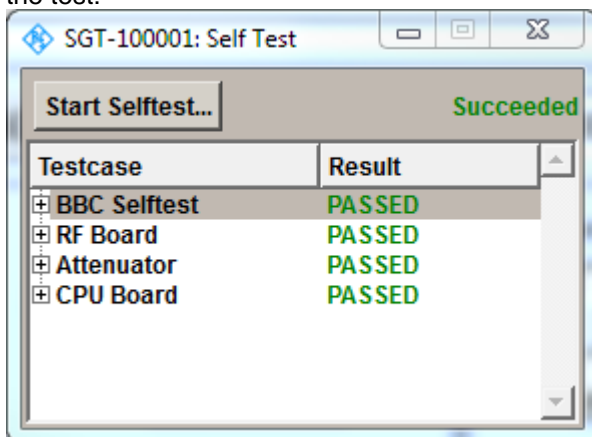 the test.
SGT-100001: Self Test
Start Selftest... Succeeded
Testcase Result
BBC Selftest PASSED
RF Board PASSED
Attenuator PASSED
CPU Board PASSED